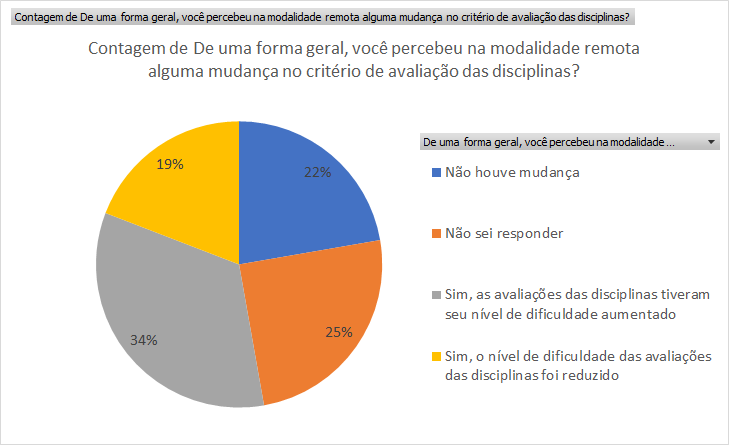 Contagem de De uma forma geral, você percebeu na modalidade remota alguma mudança no critério de avaliação das disciplinas?
Contagem de De uma forma geral, você percebeu na modalidade remota
alguma mudança no critério de avaliação das disciplinas?
De uma forma geral, você percebeu na modalidade ...
19%
22%
34%
25%
Não houve mudança
Não sei responder
Sim, as avaliações das disciplinas tiveram
seu nível de dificuldade aumentado
Sim, o nível de dificuldade das avaliações
das disciplinas foi reduzido